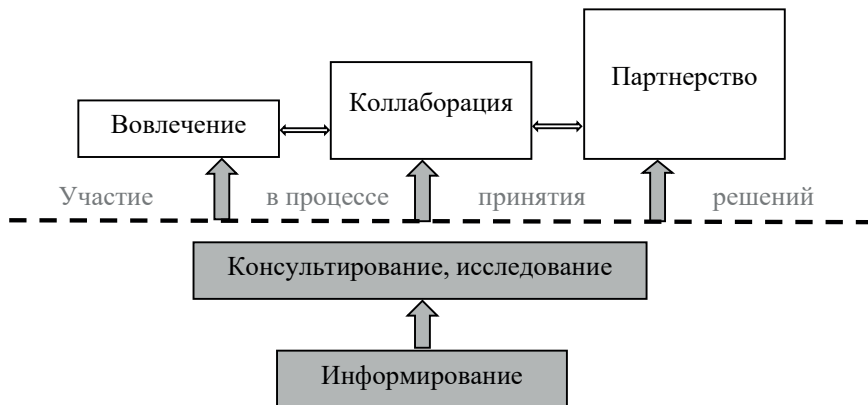 Партнерство
Коллаборация
Вовлечение
Участие в процессе принятия решений
Консультирование, исследование
Информирование